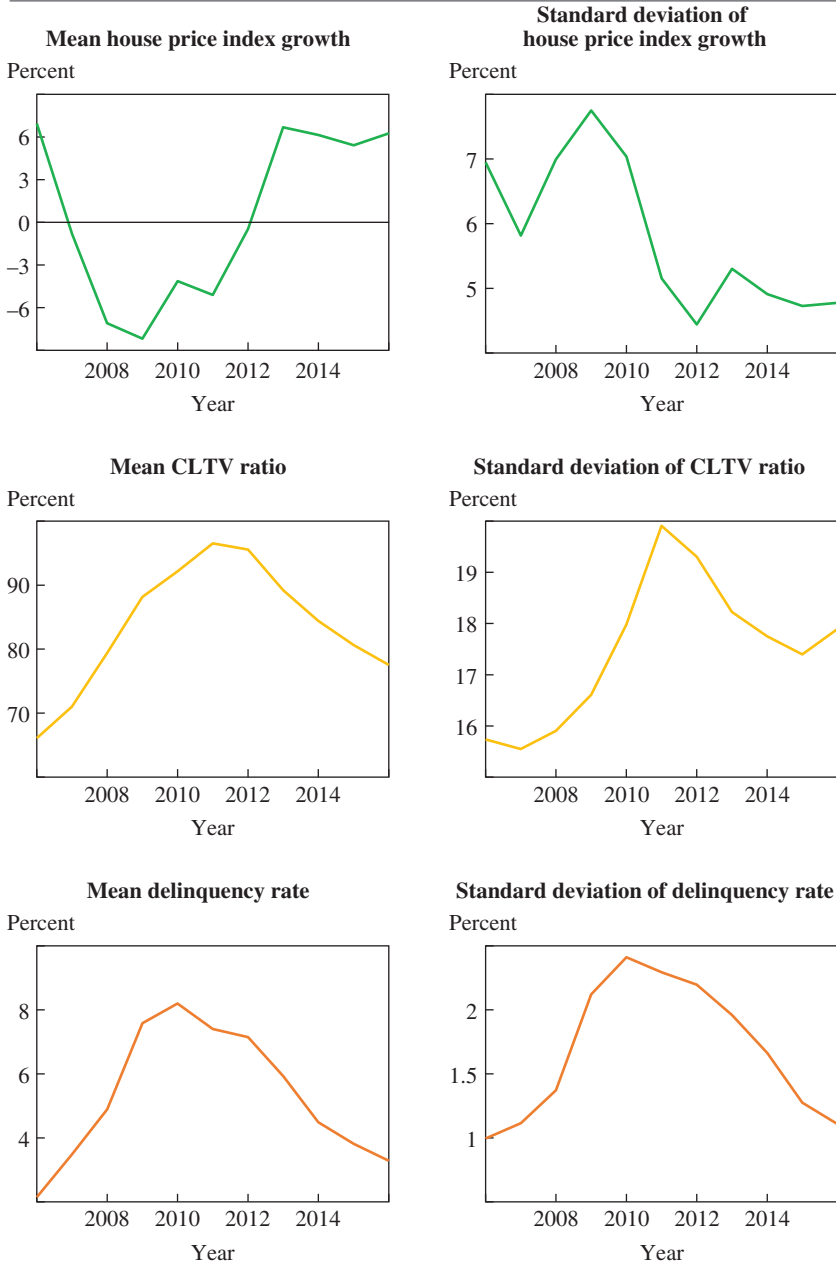 Mean house price index growth
Percent
6
3
0
–3
–6
2008 2010 2012 2014
Year
Standard deviation of
house price index growth
Percent
7
6
5
2008 2010 2012 2014
Year
Mean CLTV ratio
Percent
90
80
70
2008 2010 2012 2014
Year
Standard deviation of CLTV ratio
Percent
19
18
17
16
2008 2010 2012 2014
Year
Mean delinquency rate
Percent
8
6
4
2008 2010 2012 2014
Year
Standard deviation of delinquency rate
Percent
2
1.5
1
2008 2010 2012 2014
Year